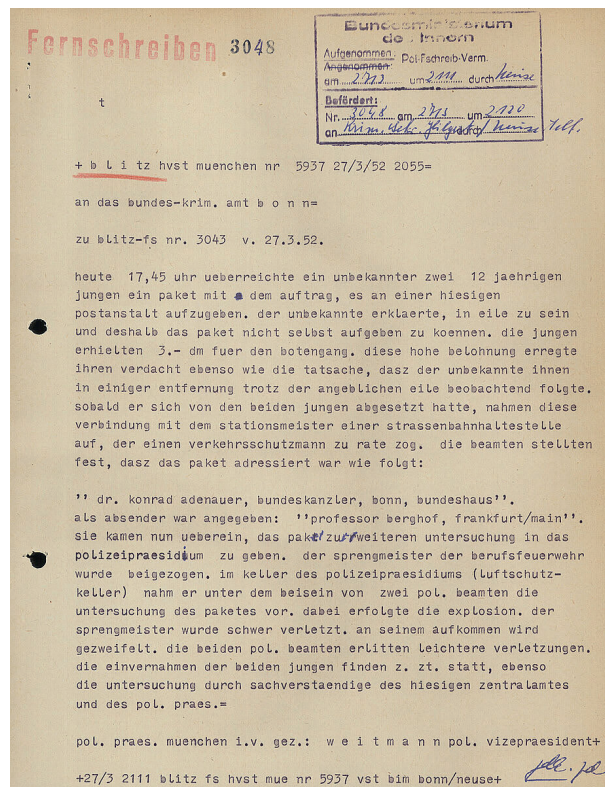 Fernschreiben 3048
Bundesministerium
des Innern
Aufgenommen: Pol-Fschreib-Verm.
Angenommen:
am 27/3 um 2111 durch Neuse
Befördert:
Nr. 3048 am 27/3 um 2120
an Krim. Sekr. durch Neuse Telf.
t
+ b l i t z hvst muenchen nr 5937 27/3/52 2055=
an das bundes-krim. amt b o n n=
zu blitz-fs nr. 3043 v. 27.3.52.
heute 17,45 uhr ueberreichte ein unbekannter zwei 12 jaehrigen
jungen ein paket mit dem auftrag, es an einer hiesigen
postanstalt aufzugeben. der unbekannte erklaerte, in eile zu sein
und deshalb das paket nicht selbst aufgeben zu koennen. die jungen
erhielten 3.- dm fuer den botengang. diese hohe belohnung erregte
ihren verdacht ebenso wie die tatsache, dasz der unbekannte ihnen
in einiger entfernung trotz der angeblichen eile beobachtend folgte.
sobald er sich von den beiden jungen abgesetzt hatte, nahmen diese
verbindung mit dem stationsmeister einer strassenbahnhaltestelle
auf, der einen verkehrsschutzmann zu rate zog. die beamten stellten
fest, dasz das paket adressiert war wie folgt:
'' dr. konrad adenauer, bundeskanzler, bonn, bundeshaus''.
als absender war angegeben: ''professor berghof, frankfurt/main''.
sie kamen nun ueberein, das paket zur weiteren untersuchung in das
polizeipraesidium zu geben. der sprengmeister der berufsfeuerwehr
wurde beigezogen. im keller des polizeipraesidiums (luftschutz-
keller) nahm er unter dem beisein von zwei pol. beamten die
untersuchung des paketes vor. dabei erfolgte die explosion. der
sprengmeister wurde schwer verletzt. an seinem aufkommen wird
gezweifelt. die beiden pol. beamten erlitten leichtere verletzungen.
die einvernahmen der beiden jungen finden z. zt. statt, ebenso
die untersuchung durch sachverstaendige des hiesigen zentralamtes
und des pol. praes.=
pol. praes. muenchen i.v. gez.: w e i t m a n n pol. vizepraesident+
+27/3 2111 blitz fs hvst mue nr 5937 vst bim bonn/neuse+